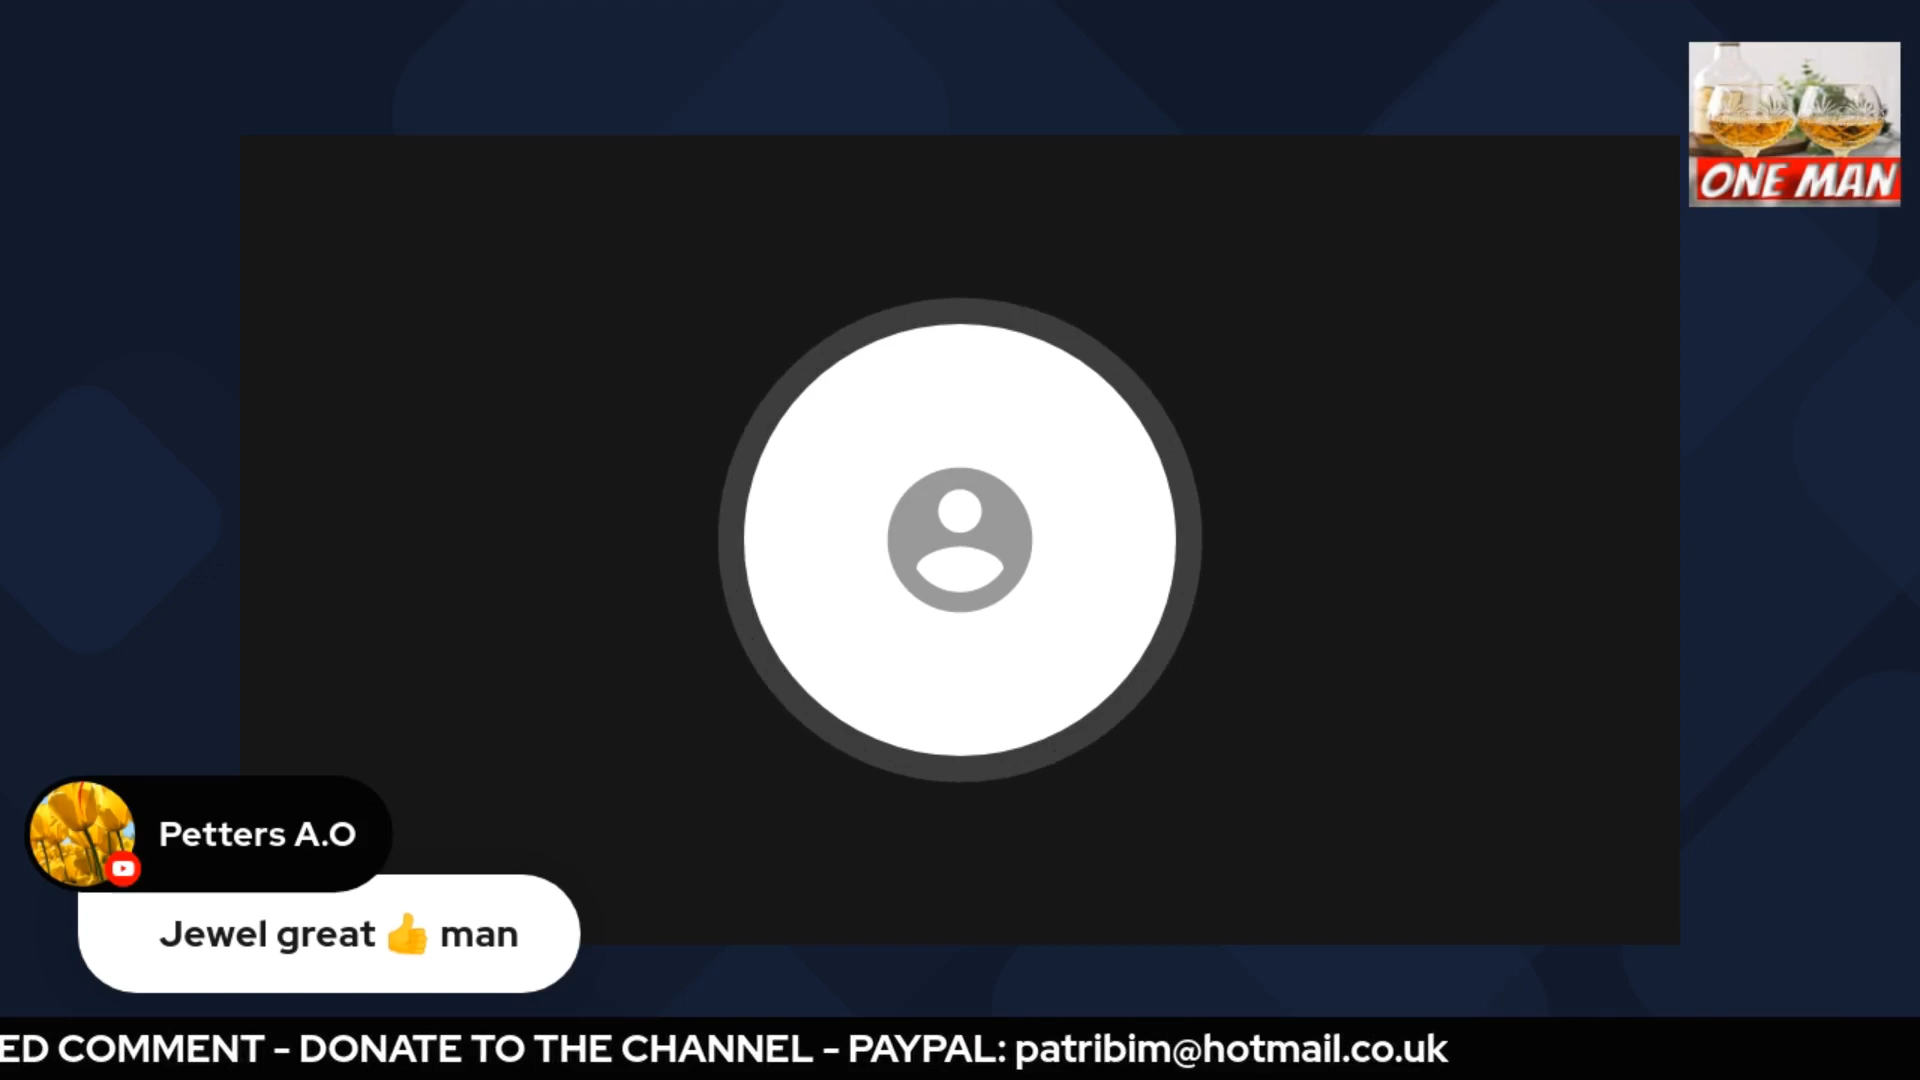 ONE MAN
Petters A.O
Jewel great 👍 man
ED COMMENT - DONATE TO THE CHANNEL - PAYPAL: patribim@hotmail.co.uk